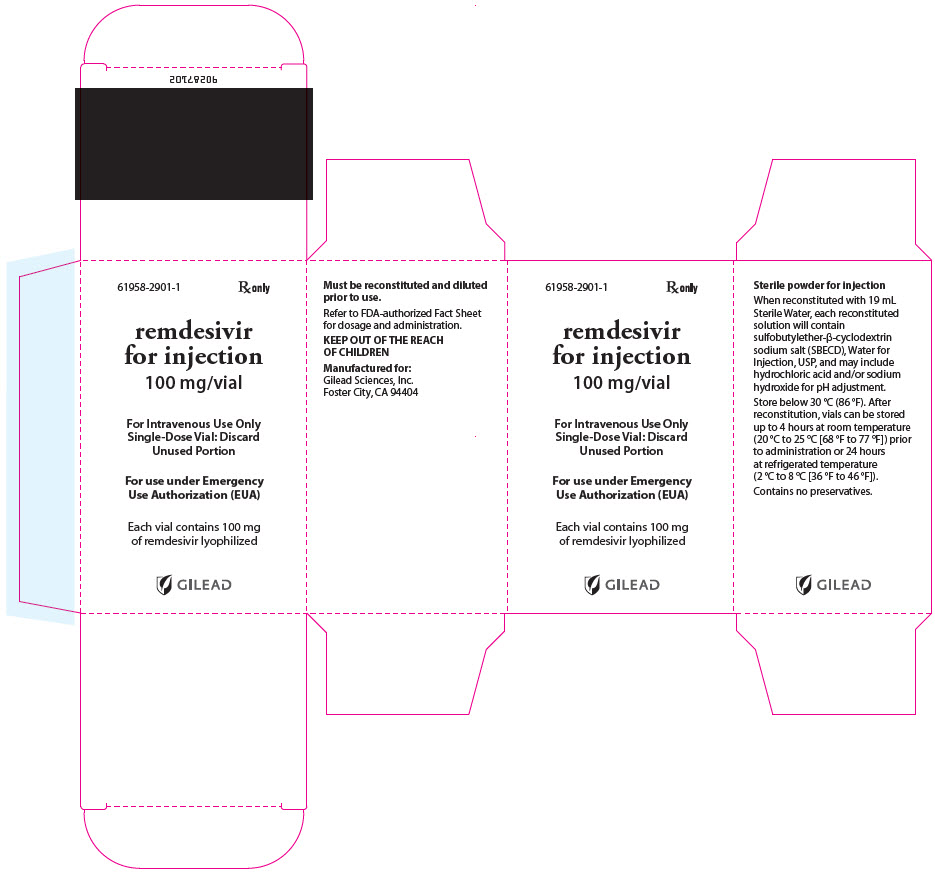 61958-2901-1
Rx only
remdesivir
for injection
100 mg/vial
For Intravenous Use Only
Single-Dose Vial: Discard
Unused Portion
For use under Emergency
Use Authorization (EUA)
Each vial contains 100 mg
of remdesivir lyophilized
GILEAD
Must be reconstituted and diluted
prior to use.
Refer to FDA-authorized Fact Sheet
for dosage and administration.
KEEP OUT OF THE REACH
OF CHILDREN
Manufactured for:
Gilead Sciences, Inc.
Foster City, CA 94404
61958-2901-1
Rx only
remdesivir
for injection
100 mg/vial
For Intravenous Use Only
Single-Dose Vial: Discard
Unused Portion
For use under Emergency
Use Authorization (EUA)
Each vial contains 100 mg
of remdesivir lyophilized
GILEAD
Sterile powder for injection
When reconstituted with 19 mL
Sterile Water, each reconstituted
solution will contain
sulfobutylether-β-cyclodextrin
sodium salt (SBECD), Water for
Injection, USP, and may include
hydrochloric acid and/or sodium
hydroxide for pH adjustment.
Store below 30 °C (86 °F). After
reconstitution, vials can be stored
up to 4 hours at room temperature
(20 °C to 25 °C [68 °F to 77 °F]) prior
to administration or 24 hours
at refrigerated temperature
(2 °C to 8 °C [36 °F to 46 °F]).
Contains no preservatives.
GILEAD